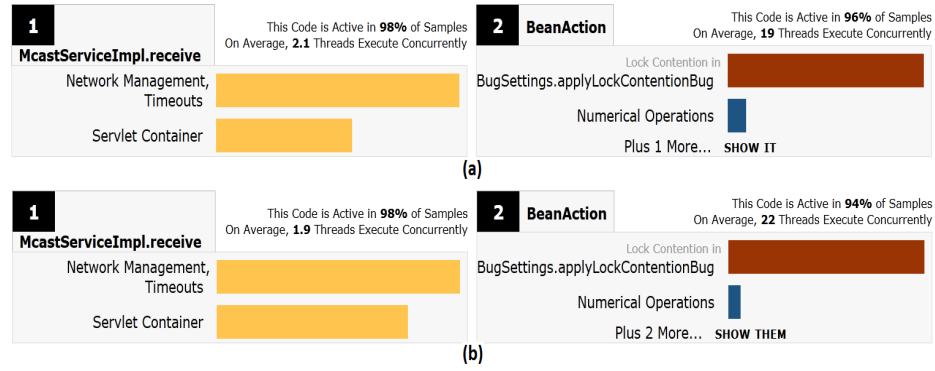 1
This Code is Active in 98% of Samples
On Average, 2.1 Threads Execute Concurrently
McastServiceImpl.receive
Network Management,
Timeouts
Servlet Container
2
BeanAction
This Code is Active in 96% of Samples
On Average, 19 Threads Execute Concurrently
Lock Contention in
BugSettings.applyLockContentionBug
Numerical Operations
Plus 1 More... SHOW IT
(a)
1
This Code is Active in 98% of Samples
On Average, 1.9 Threads Execute Concurrently
McastServiceImpl.receive
Network Management,
Timeouts
Servlet Container
2
BeanAction
This Code is Active in 94% of Samples
On Average, 22 Threads Execute Concurrently
Lock Contention in
BugSettings.applyLockContentionBug
Numerical Operations
Plus 2 More... SHOW THEM
(b)